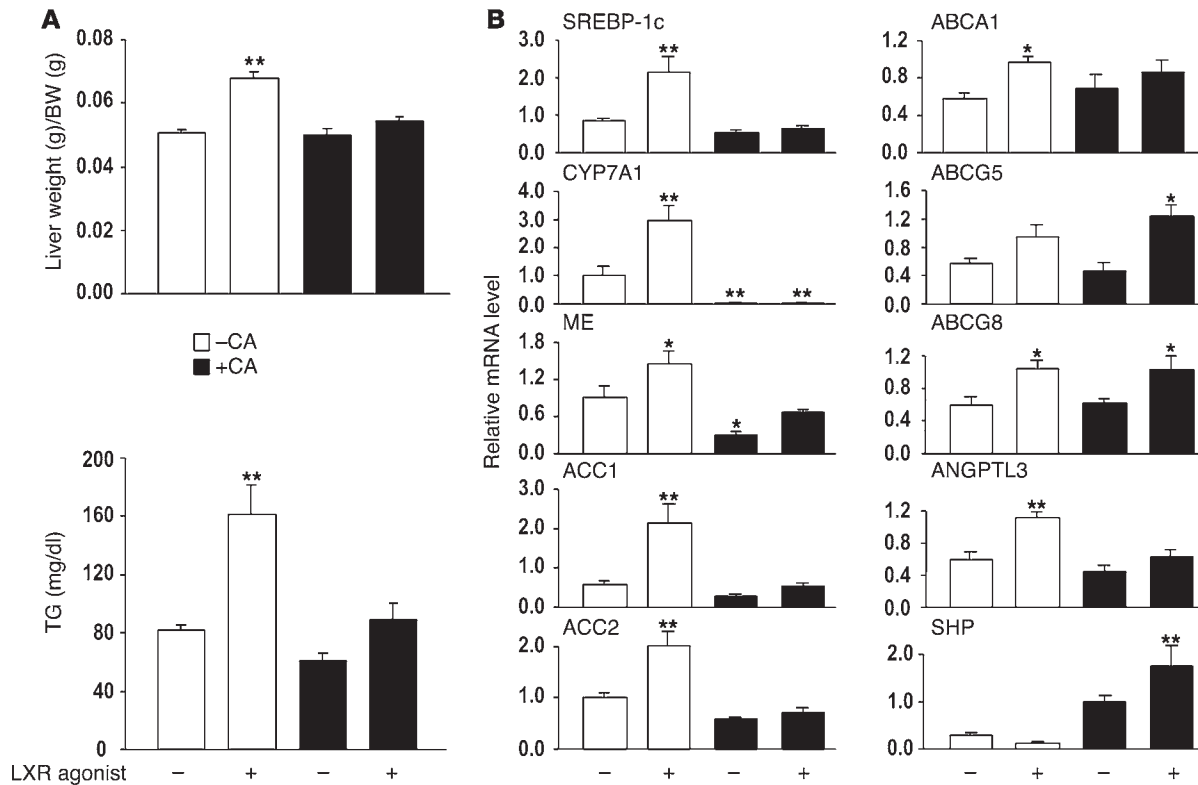 A
Liver weight (g)/BW (g)
0.08
0.06
0.04
0.02
0.00
**
–CA
+CA
TG (mg/dl)
200
160
120
80
40
0
**
LXR agonist
– + – +
B
Relative mRNA level
SREBP-1c
2.0
1.0
0.0
**
CYP7A1
4.0
3.0
2.0
1.0
0.0
** ** **
ME
1.8
1.2
0.6
0.0
* *
ACC1
3.0
2.0
1.0
0.0
**
ACC2
2.0
1.0
0.0
**
– + – +
ABCA1
1.2
0.8
0.4
0.0
*
ABCG5
1.6
1.2
0.8
0.4
0.0
*
ABCG8
1.2
0.8
0.4
0.0
* *
ANGPTL3
1.2
0.8
0.4
0.0
**
SHP
2.0
1.0
0.0
**
– + – +